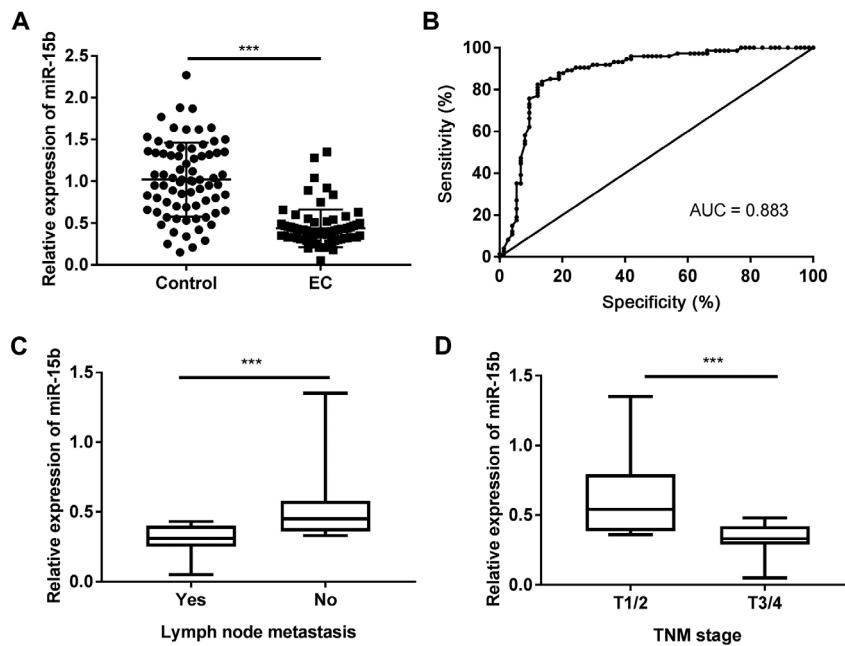 A
Relative expression of miR-15b
***
2.5
2.0
1.5
1.0
0.5
0.0
Control
EC
B
Sensitivity (%)
100
80
60
40
20
0
0
20
40
60
80
100
AUC = 0.883
Specificity (%)
C
Relative expression of miR-15b
***
1.5
1.0
0.5
0.0
Yes
No
Lymph node metastasis
D
Relative expression of miR-15b
***
1.5
1.0
0.5
0.0
T1/2
T3/4
TNM stage